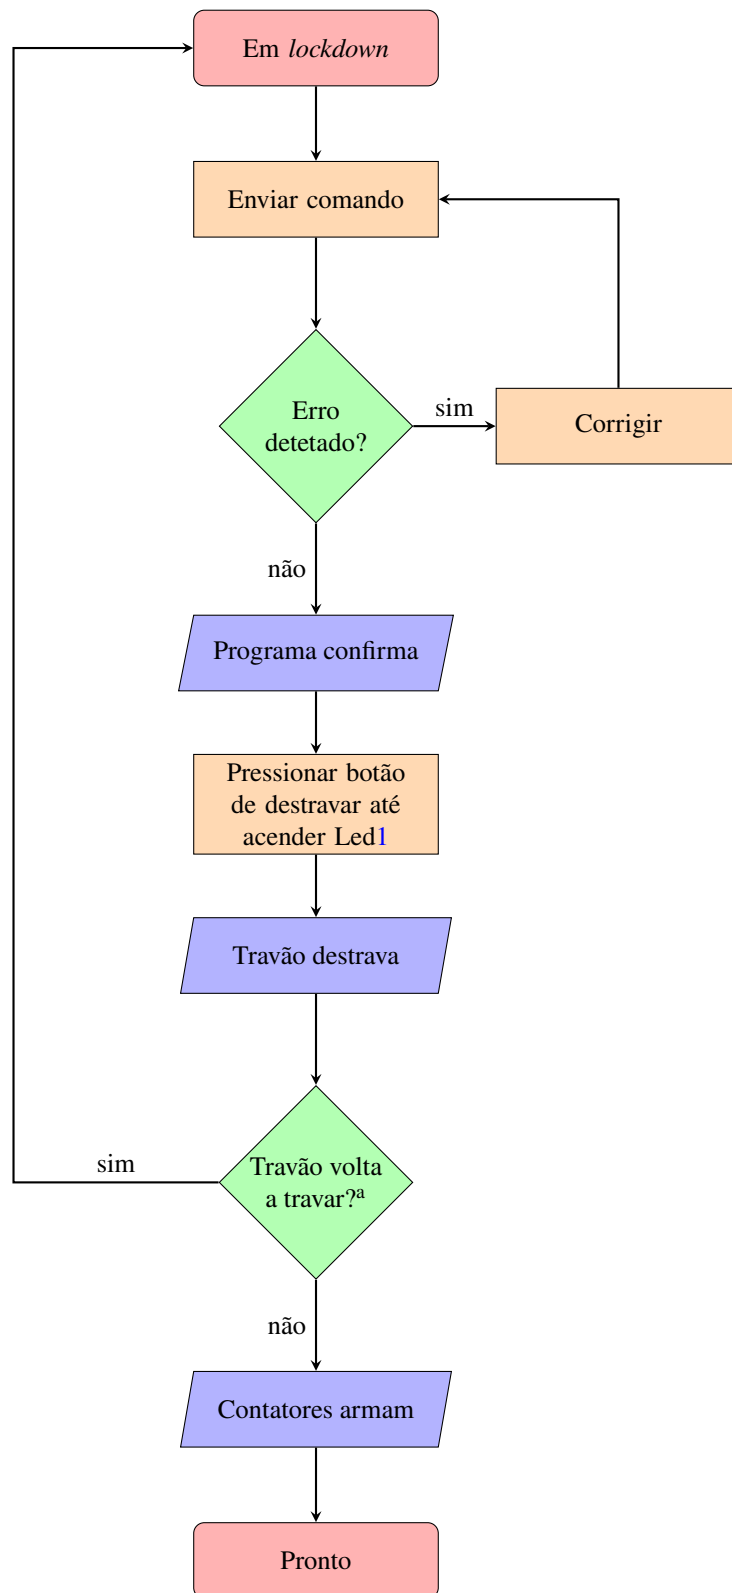 Em lockdown
Enviar comando
Erro
detetado?
sim
Corrigir
não
Programa confirma
Pressionar botão
de destravar até
acender Led1
Travão destrava
sim
Travão volta
a travar?a
não
Contatores armam
Pronto